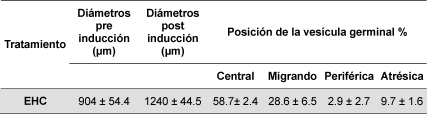 Tratamiento Diámetros pre inducción (µm) Diámetros post inducción (µm) Posición de la vesícula germinal %
Central Migrando Periférica Atrésica
EHC 904 ± 54.4 1240 ± 44.5 58.7± 2.4 28.6 ± 6.5 2.9 ± 2.7 9.7 ± 1.6